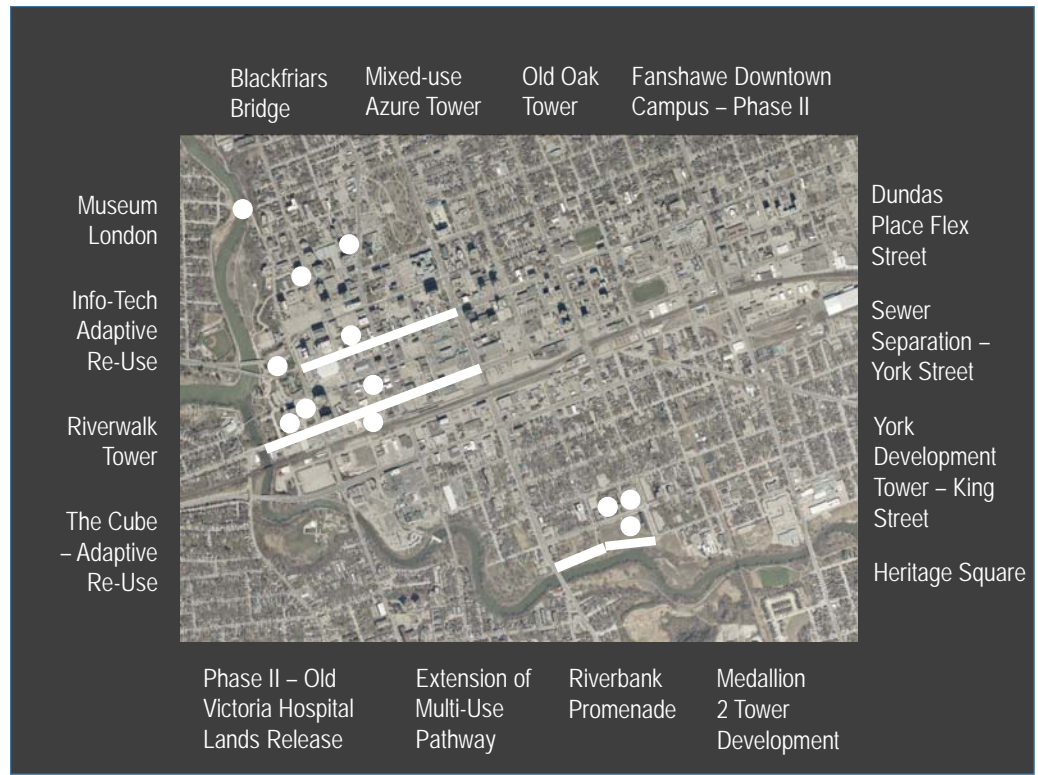 Blackfriars
Bridge
Mixed-use
Azure Tower
Old Oak
Tower
Fanshawe Downtown
Campus – Phase II
Museum
London
Info-Tech
Adaptive
Re-Use
Riverwalk
Tower
The Cube
– Adaptive
Re-Use
Dundas
Place Flex
Street
Sewer
Separation –
York Street
York
Development
Tower – King
Street
Heritage Square
Phase II – Old
Victoria Hospital
Lands Release
Extension of
Multi-Use
Pathway
Riverbank
Promenade
Medallion
2 Tower
Development